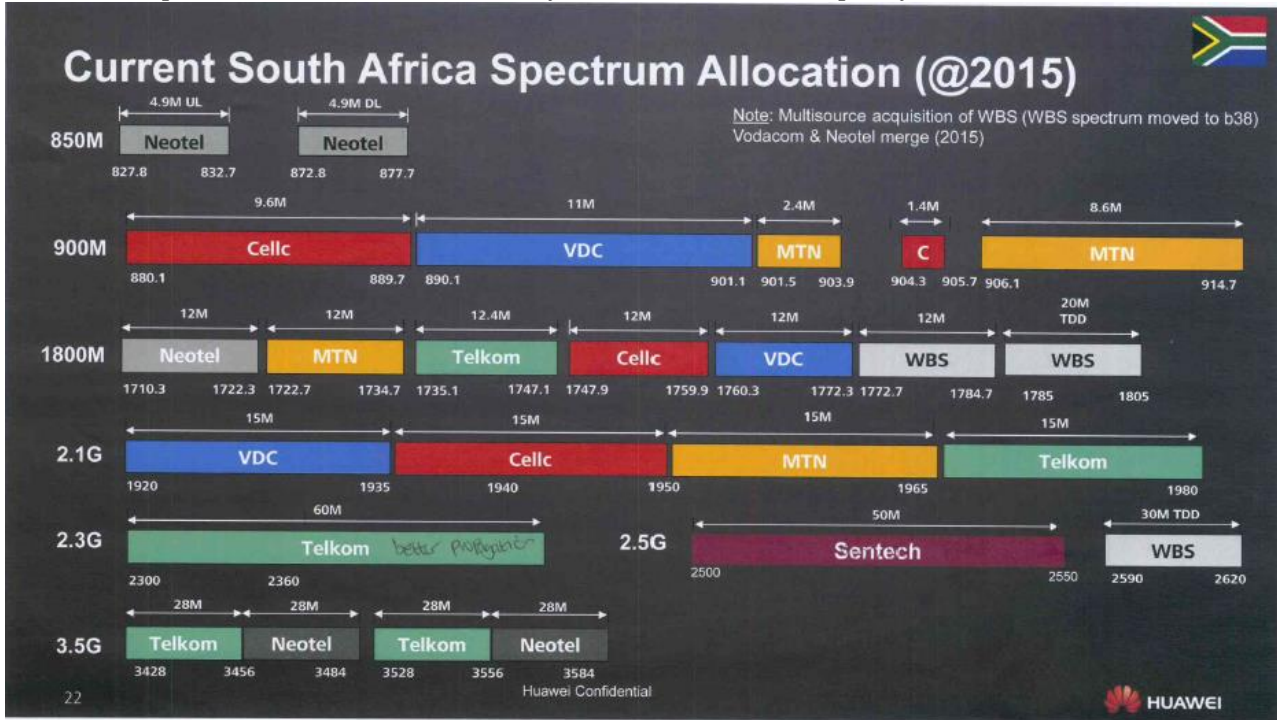 Current South Africa Spectrum Allocation (@2015)
Note: Multisource acquisition of WBS (WBS spectrum moved to b38)
Vodacom & Neotel merge (2015)
4.9M UL 4.9M DL
850M Neotel Neotel
827.8 832.7 872.8 877.7
9.6M 11M 2.4M 1.4M 8.6M
900M Cellc VDC MTN C MTN
880.1 889.7 890.1 901.1 901.5 903.9 904.3 905.7 906.1 914.7
12M 12M 12.4M 12M 12M 12M 20M TDD
1800M Neotel MTN Telkom Cellc VDC WBS WBS
1710.3 1722.3 1722.7 1734.7 1735.1 1747.1 1747.9 1759.9 1760.3 1772.3 1772.7 1784.7 1785 1805
15M 15M 15M 15M
2.1G VDC Cellc MTN Telkom
1920 1935 1940 1950 1965 1980
60M 50M 30M TDD
2.3G Telkom better propagation 2.5G Sentech WBS
2300 2360 2500 2550 2590 2620
28M 28M 28M 28M
3.5G Telkom Neotel Telkom Neotel
3428 3456 3484 3528 3556 3584
22 Huawei Confidential HUAWEI